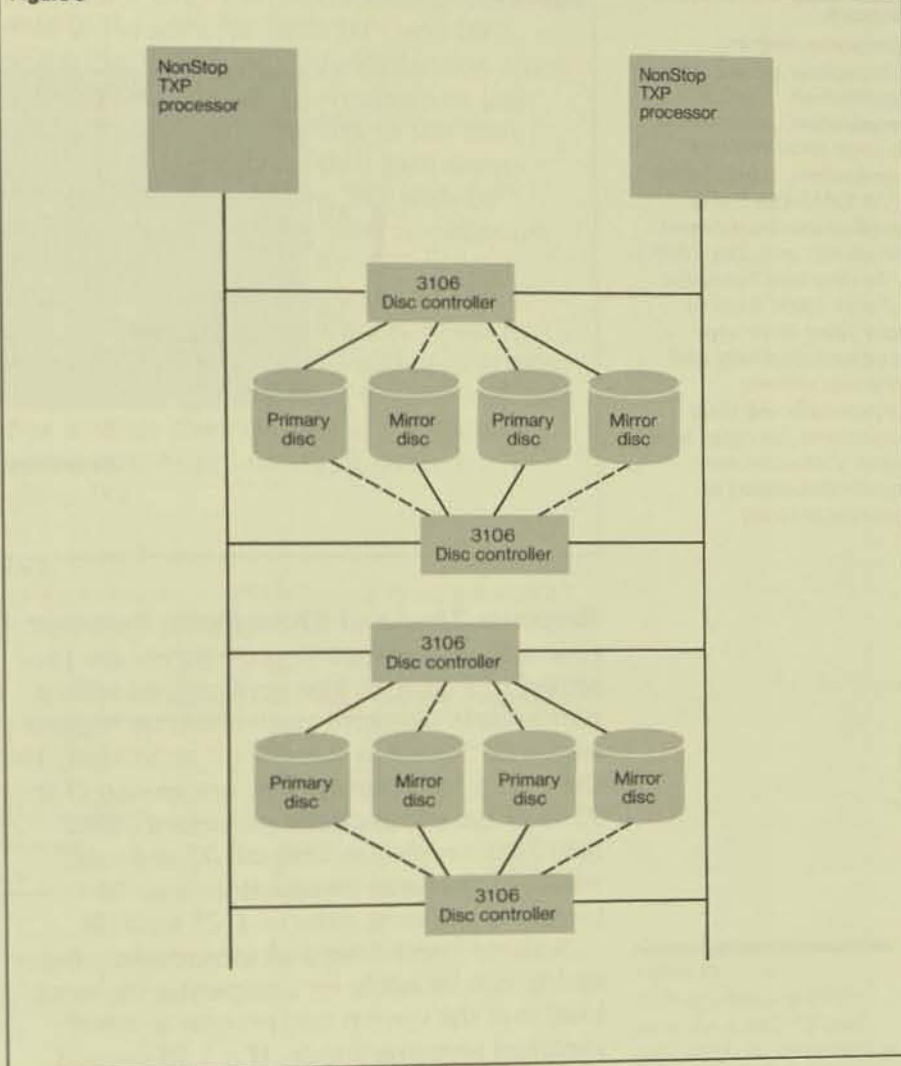 NonStop
TXP
processor
NonStop
TXP
processor
3106
Disc controller
Primary
disc
Mirror
disc
Primary
disc
Mirror
disc
3106
Disc controller
3106
Disc controller
Primary
disc
Mirror
disc
Primary
disc
Mirror
disc
3106
Disc controller